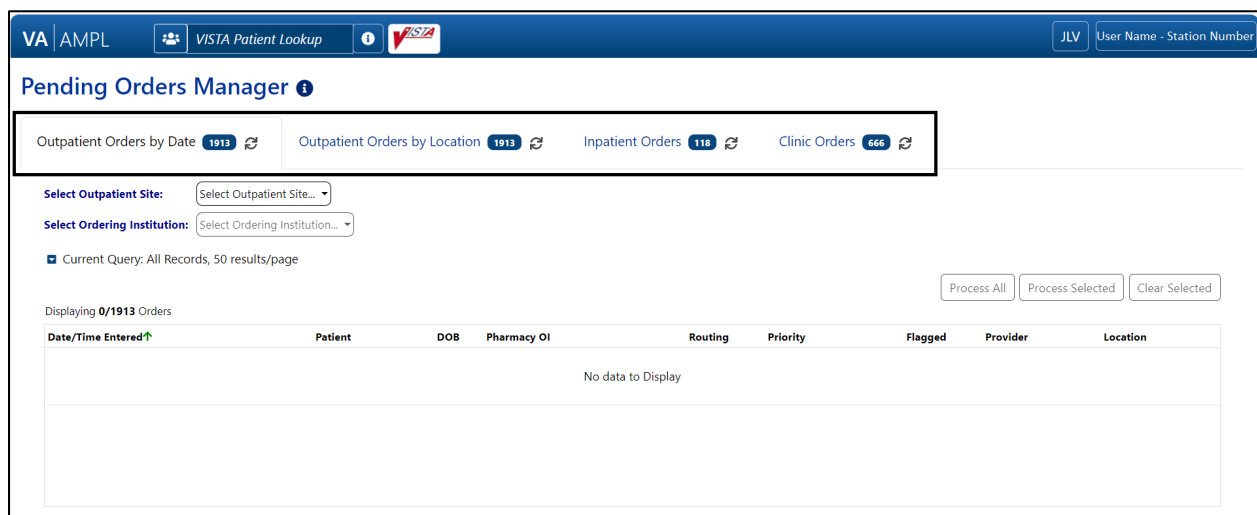 VA AMPL VISTA Patient Lookup VISTA JLV User Name - Station Number
Pending Orders Manager
Outpatient Orders by Date 1913 Outpatient Orders by Location 1913 Inpatient Orders 118 Clinic Orders 666
Select Outpatient Site: Select Outpatient Site...
Select Ordering Institution: Select Ordering Institution...
Current Query: All Records, 50 results/page
Process All Process Selected Clear Selected
Displaying 0/1913 Orders
Date/Time Entered Patient DOB Pharmacy OI Routing Priority Flagged Provider Location
No data to Display